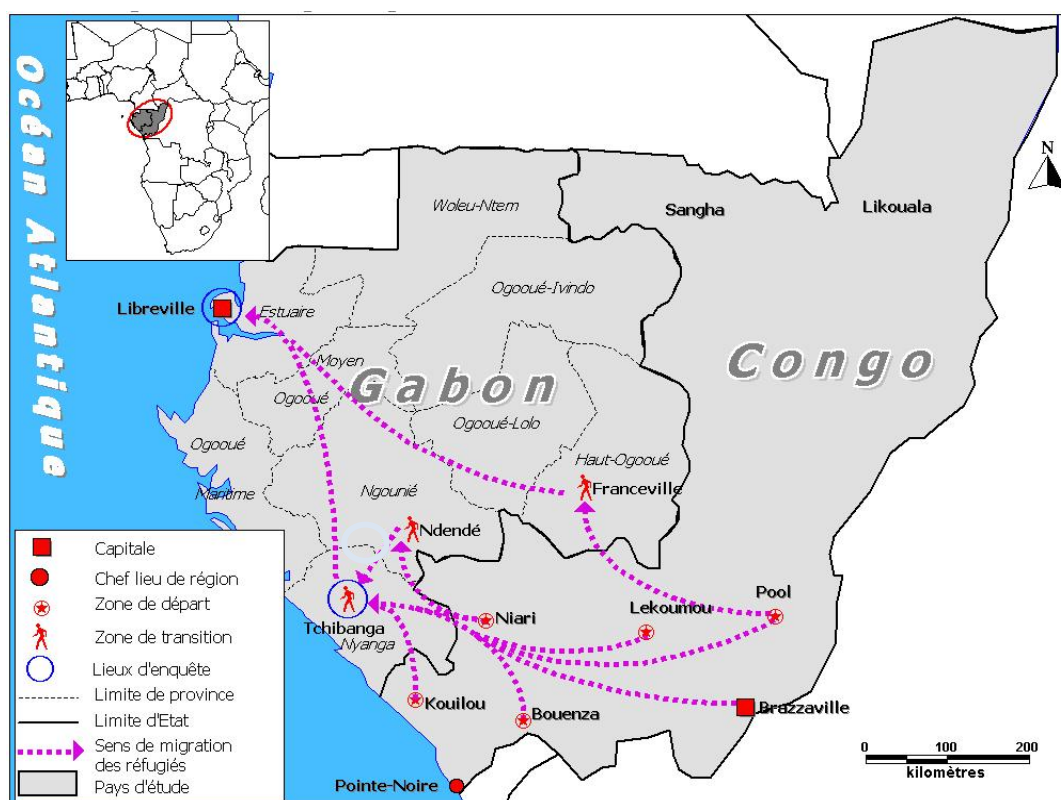 Océan Atlantique
N
Woleu-Ntem
Sangha
Likouala
Ogooué-Ivindo
Libreville
Estuaire
Moyen
Ogooué
Gabon
Congo
Ogooué-Lolo
Ogooué
Maritime
Haut-Ogooué
Franceville
Ngounié
Ndendé
Tchibanga
Nyanga
Niari
Lekoumou
Pool
Kouilou
Bouenza
Brazzaville
Pointe-Noire
Capitale
Chef lieu de région
Zone de départ
Zone de transition
Lieux d'enquête
Limite de province
Limite d'Etat
Sens de migration
des réfugiés
Pays d'étude
0 100 200
kilomètres